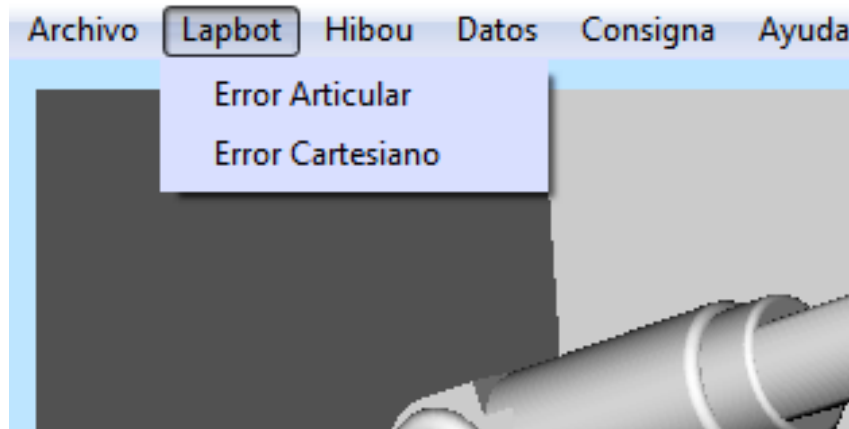 Archivo Lapbot Hibou Datos Consigna Ayuda
Error Articular
Error Cartesiano